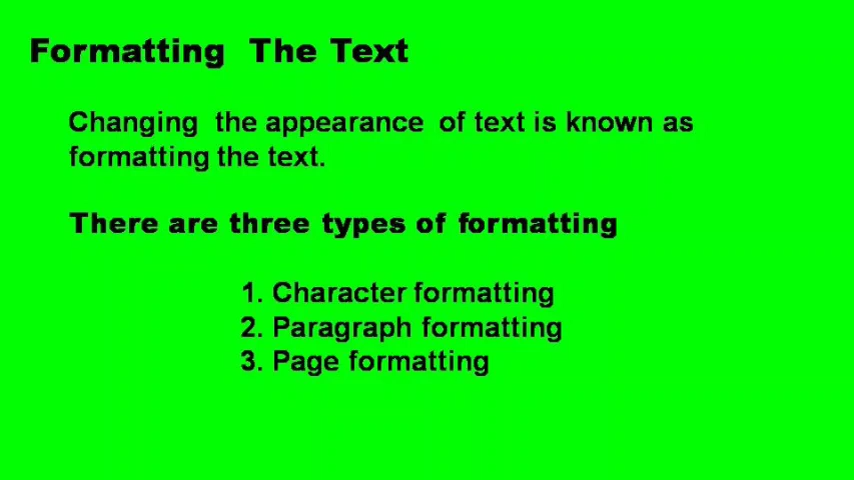 Formatting The Text
Changing the appearance of text is known as
formatting the text.
There are three types of formatting
1. Character formatting
2. Paragraph formatting
3. Page formatting